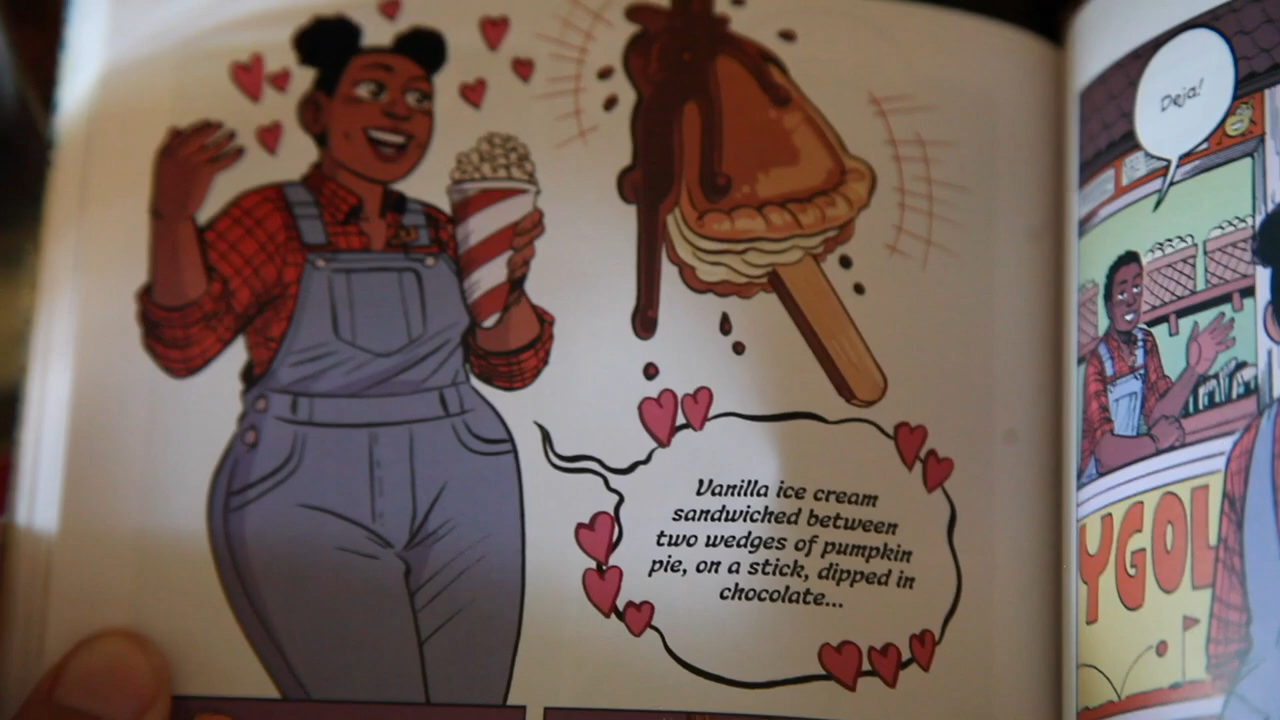 Deja!
Vanilla ice cream
sandwiched between
two wedges of pumpkin
pie, on a stick, dipped in
chocolate...
YGOL